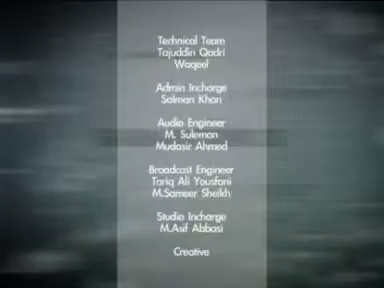 Technical Team
Tajuddin Qadri
Waqeel
Admin Incharge
Salman Khan
Audio Engineer
M. Suleman
Mudasir Ahmed
Broadcast Engineer
Tariq Ali Yousfani
M.Sameer Sheikh
Studio Incharge
M.Asif Abbasi
Creative